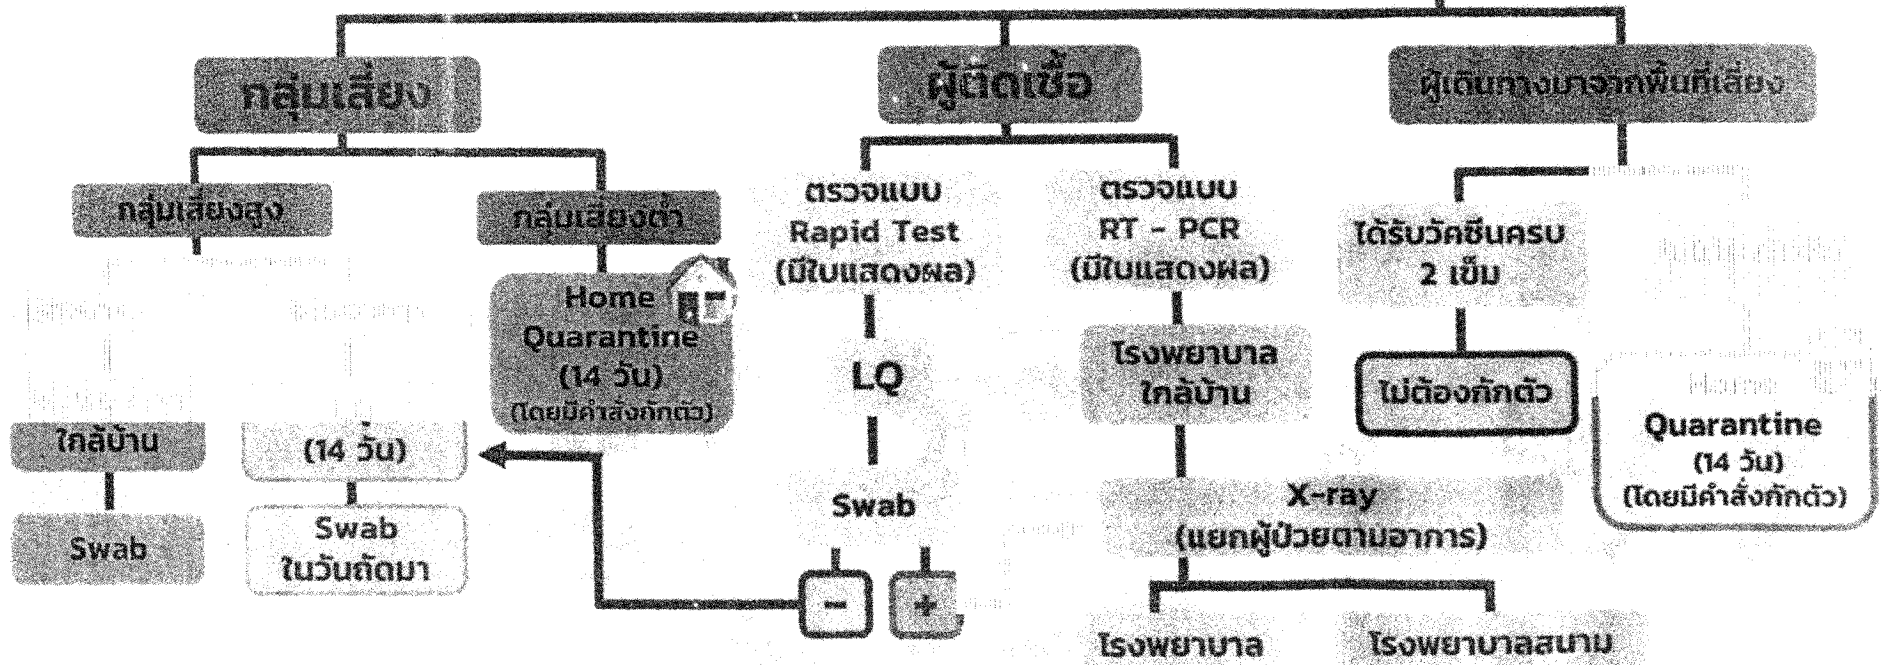 กลุ่มเสี่ยง
กลุ่มเสี่ยงสูง
ใกล้บ้าน
Swab
(14 วัน)
Swab
ในวันถัดมา
กลุ่มเสี่ยงต่ำ
Home
Quarantine
(14 วัน)
(โดยมีคำสั่งกักตัว)
ผู้ติดเชื้อ
ตรวจแบบ
Rapid Test
(มีใบแสดงผล)
LQ
Swab
-
+
ตรวจแบบ
RT - PCR
(มีใบแสดงผล)
โรงพยาบาล
ใกล้บ้าน
X-ray
(แยกผู้ป่วยตามอาการ)
โรงพยาบาล
โรงพยาบาลสนาม
ผู้เดินทางมาจากพื้นที่เสี่ยง
ได้รับวัคซีนครบ
2 เข็ม
ไม่ต้องกักตัว
Home
Quarantine
(14 วัน)
(โดยมีคำสั่งกักตัว)